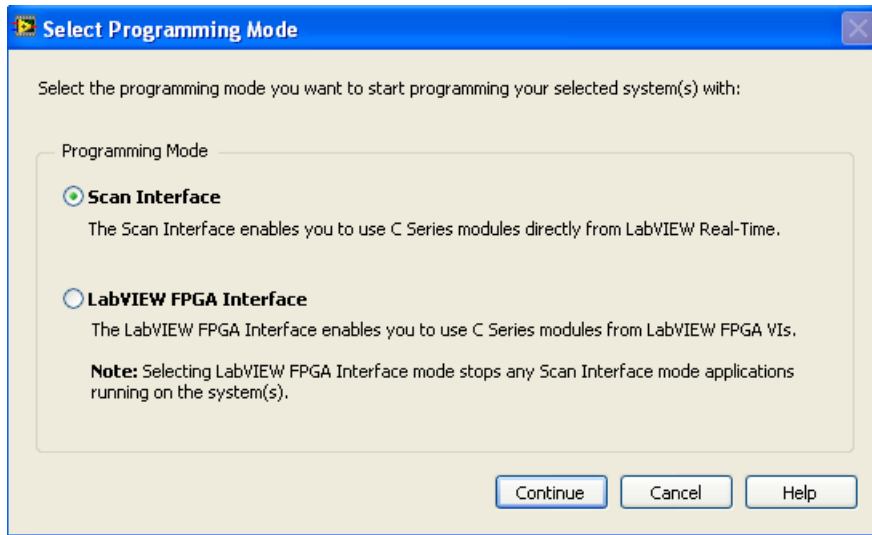 Select Programming Mode
Select the programming mode you want to start programming your selected system(s) with:
Programming Mode
Scan Interface
The Scan Interface enables you to use C Series modules directly from LabVIEW Real-Time.
LabVIEW FPGA Interface
The LabVIEW FPGA Interface enables you to use C Series modules from LabVIEW FPGA VIs.
Note: Selecting LabVIEW FPGA Interface mode stops any Scan Interface mode applications
running on the system(s).
Continue Cancel Help